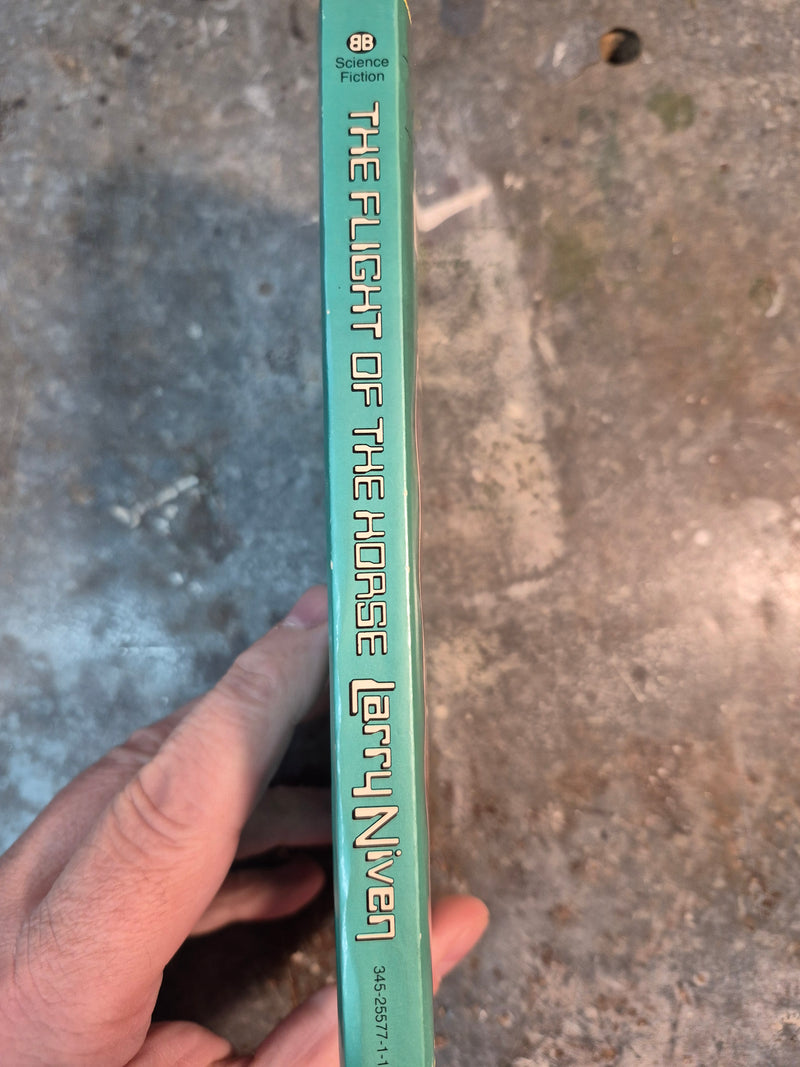 BB
Science
Fiction
THE FLIGHT OF THE HORSE Larry Niven 345-25577-1-1